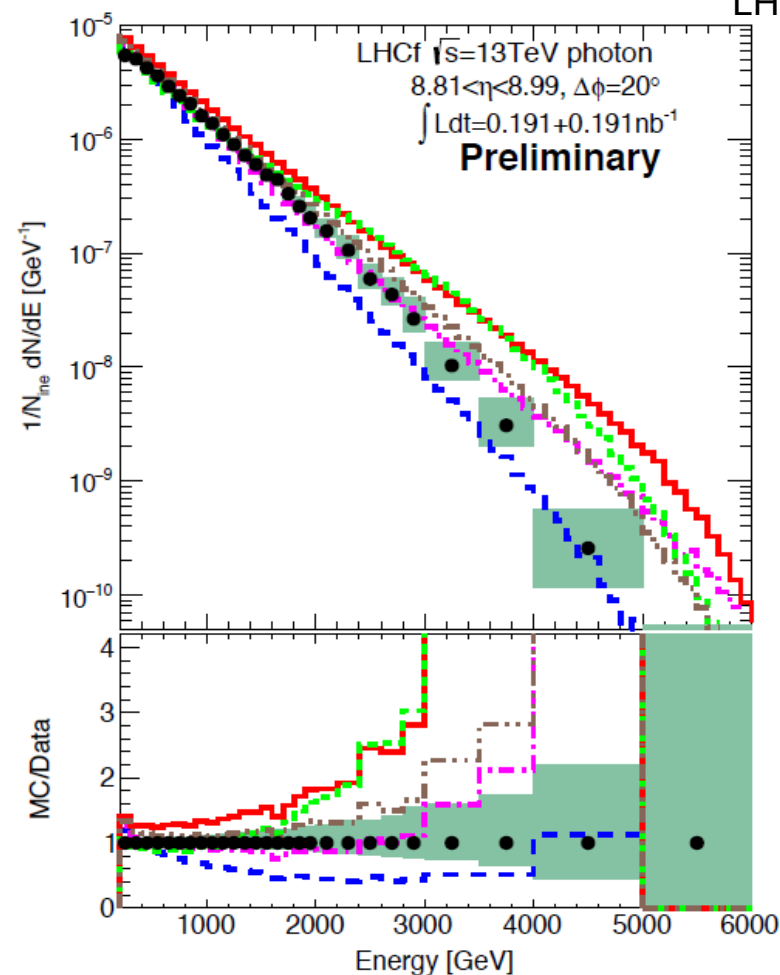 LH
LHCf √s=13TeV photon
8.81<η<8.99, Δϕ=20°
∫Ldt=0.191+0.191nb⁻¹
Preliminary
1/N_ine dN/dE [GeV⁻¹]
10⁻⁵
10⁻⁶
10⁻⁷
10⁻⁸
10⁻⁹
10⁻¹⁰
MC/Data
4
3
2
1
0
1000 2000 3000 4000 5000 6000
Energy [GeV]